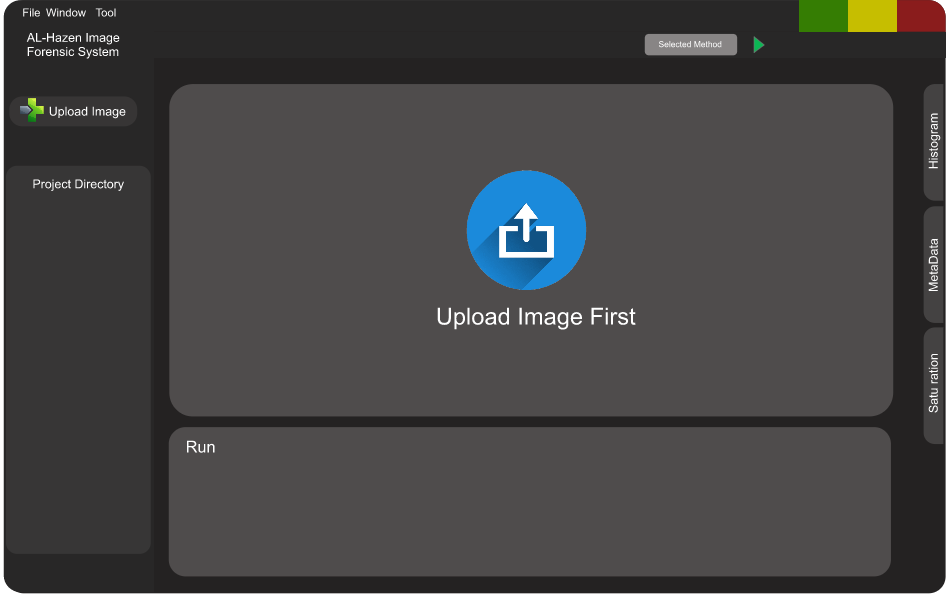 File Window Tool
AL-Hazen Image
Forensic System
Selected Method
Upload Image
Project Directory
Upload Image First
Run
Histogram
MetaData
Satu ration